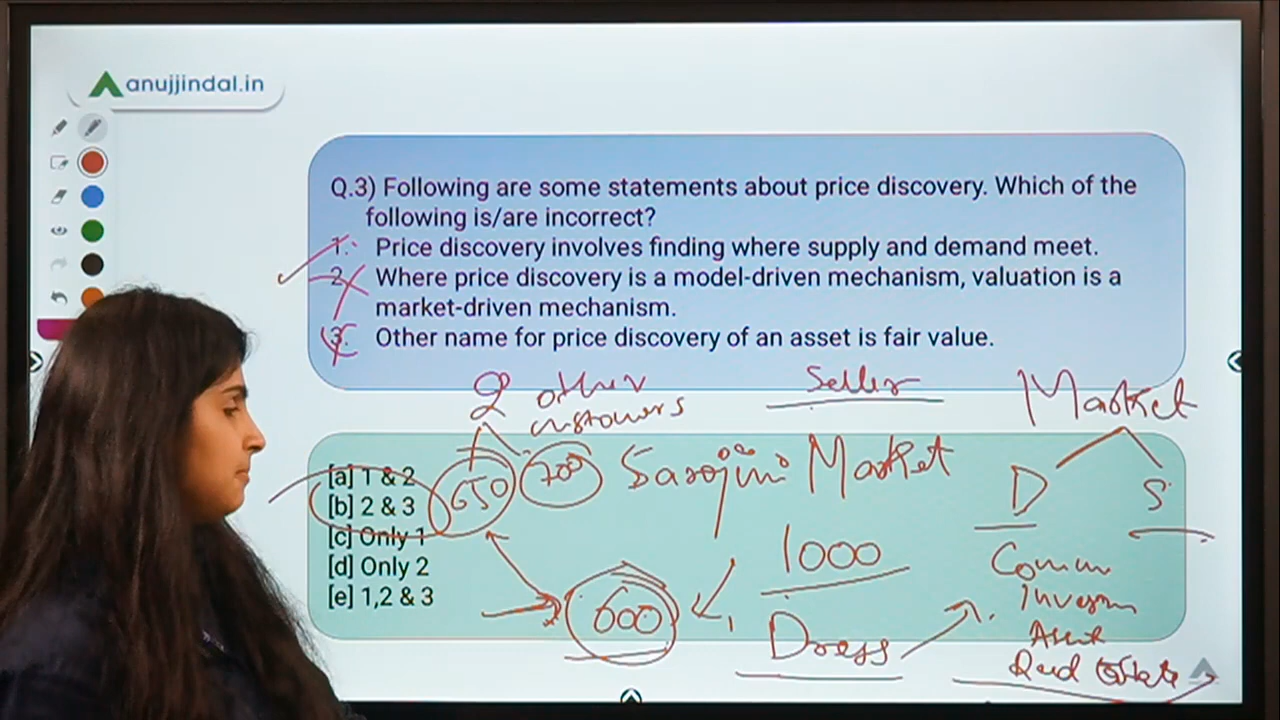 anujjindal.in
Q.3) Following are some statements about price discovery. Which of the
following is/are incorrect?
1. Price discovery involves finding where supply and demand meet.
2. Where price discovery is a model-driven mechanism, valuation is a
market-driven mechanism.
3. Other name for price discovery of an asset is fair value.
2 other
customers
Seller
Market
[a] 1 & 2
[b] 2 & 3
[c] Only 1
[d] Only 2
[e] 1,2 & 3
650
700
Sarojini Market
D
S
600
1000
Dress
Comm
Asset
Real Estate